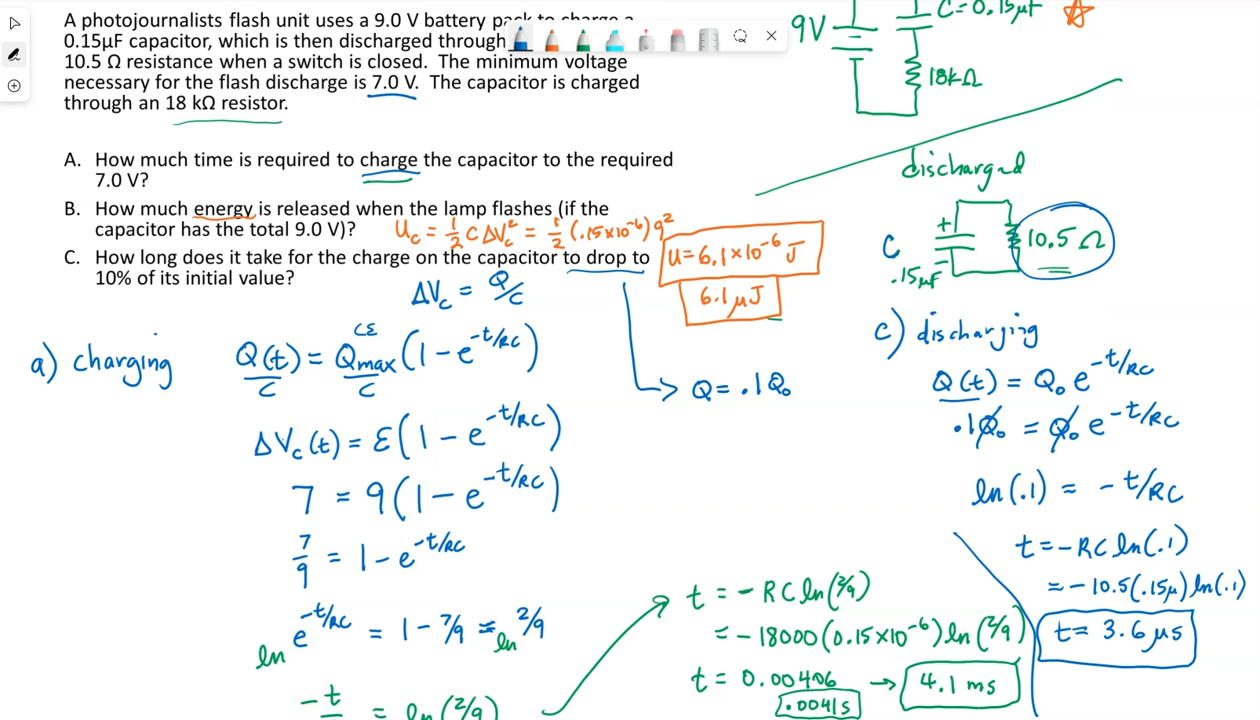 A photojournalists flash unit uses a 9.0 V battery pack to charge a
0.15μF capacitor, which is then discharged through
10.5 Ω resistance when a switch is closed. The minimum voltage
necessary for the flash discharge is 7.0 V. The capacitor is charged
through an 18 kΩ resistor.
A. How much time is required to charge the capacitor to the required
7.0 V?
B. How much energy is released when the lamp flashes (if the
capacitor has the total 9.0 V)?
U_c = 1/2 C ΔV_c² = 1/2 (.15×10⁻⁶) 9²
C. How long does it take for the charge on the capacitor to drop to
10% of its initial value?
U = 6.1 × 10⁻⁶ J
6.1 μJ
ΔV_c = Q/C
Q = .1Q₀
9V
C = 0.15μF
18kΩ
discharged
C
+
−
.15μF
10.5 Ω
a) charging
Cε
Q(t)/C = Qmax/C (1 − e^(−t/RC))
ΔV_c(t) = ε(1 − e^(−t/RC))
7 = 9(1 − e^(−t/RC))
7/9 = 1 − e^(−t/RC)
ln e^(−t/RC) = 1 − 7/9 = ln 2/9
−t = ln(2/9)
t = −RC ln(2/9)
= −18000(0.15×10⁻⁶) ln(2/9)
t = 0.00406 → 4.1 ms
.0041s
c) discharging
Q(t) = Q₀ e^(−t/RC)
.1Q₀ = Q₀ e^(−t/RC)
ln(.1) = −t/RC
t = −RC ln(.1)
= −10.5(.15μ) ln(.1)
t = 3.6 μs